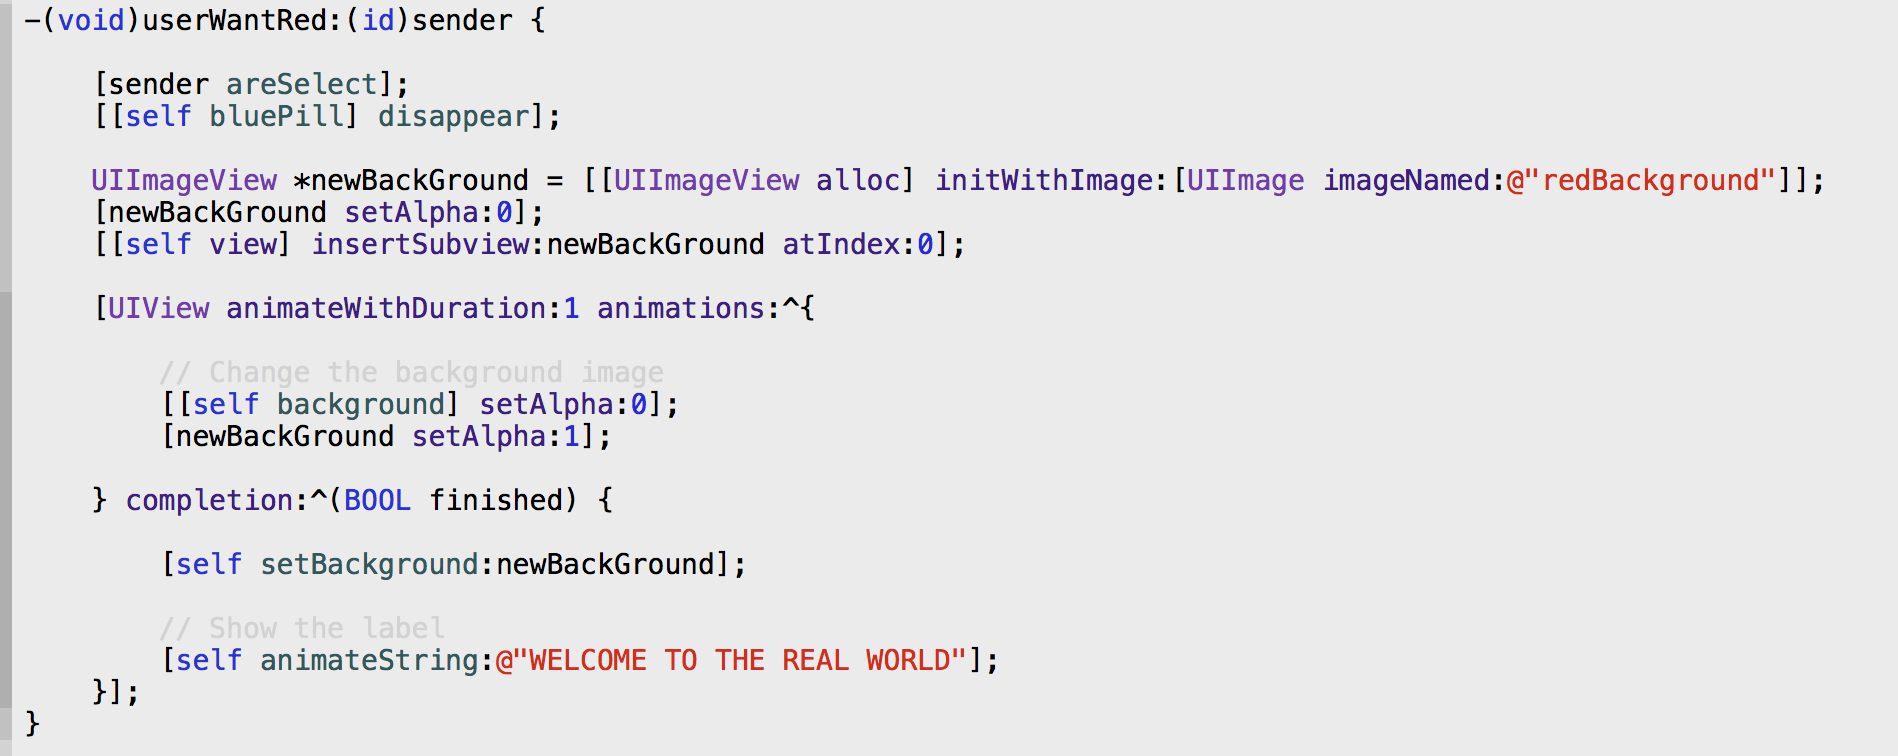 -(void)userWantRed:(id)sender {
[sender areSelect];
[[self bluePill] disappear];
UIImageView *newBackGround = [[UIImageView alloc] initWithImage:[UIImage imageNamed:@"redBackground"]];
[newBackGround setAlpha:0];
[[self view] insertSubview:newBackGround atIndex:0];
[UIView animateWithDuration:1 animations:^{
// Change the background image
[[self background] setAlpha:0];
[newBackGround setAlpha:1];
} completion:^(BOOL finished) {
[self setBackground:newBackGround];
// Show the label
[self animateString:@"WELCOME TO THE REAL WORLD"];
}];
}